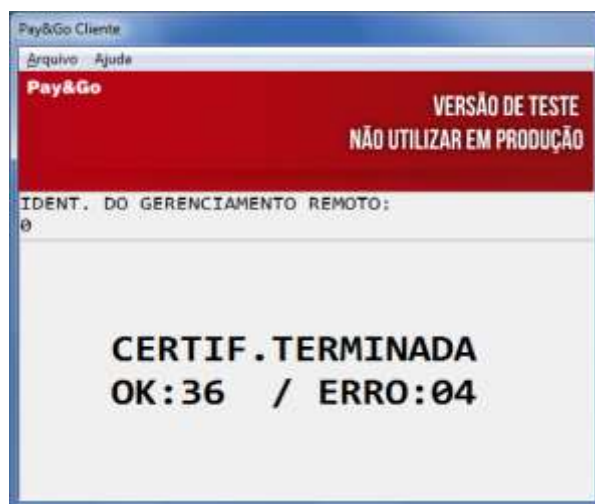 Pay&Go Cliente
Arquivo Ajuda
Pay&Go
VERSÃO DE TESTE
NÃO UTILIZAR EM PRODUÇÃO
IDENT. DO GERENCIAMENTO REMOTO:
0
CERTIF.TERMINADA
OK:36 / ERRO:04